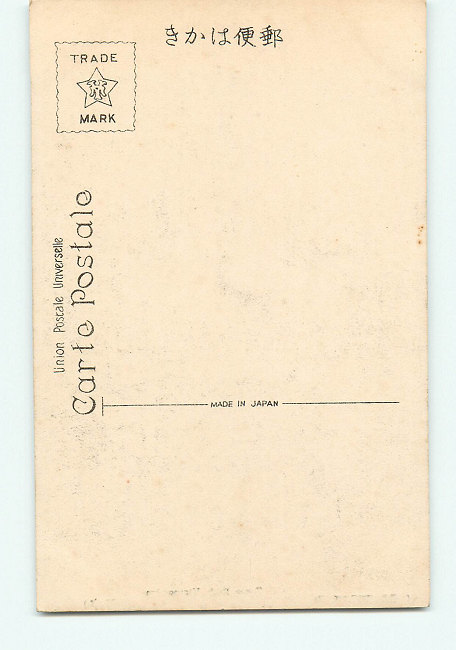 郵便はかき
TRADE
MARK
Union Postale Universelle
Carte Postale
MADE IN JAPAN